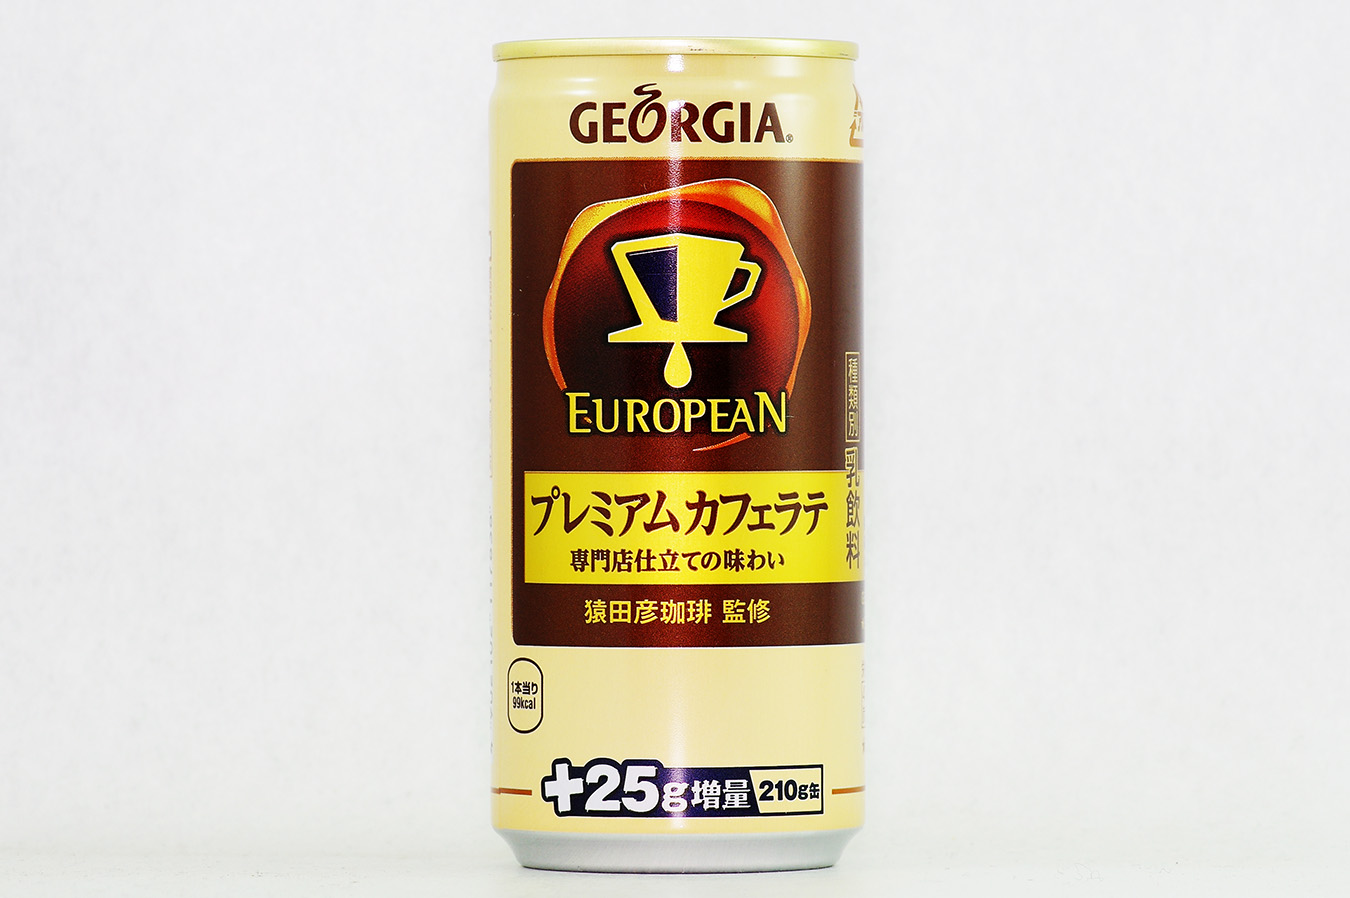 GEORGIA®
EUROPEAN
プレミアムカフェラテ
専門店仕立ての味わい
猿田彦珈琲 監修
種類別 乳飲料
1本当り
99kcal
+25g増量 210g缶